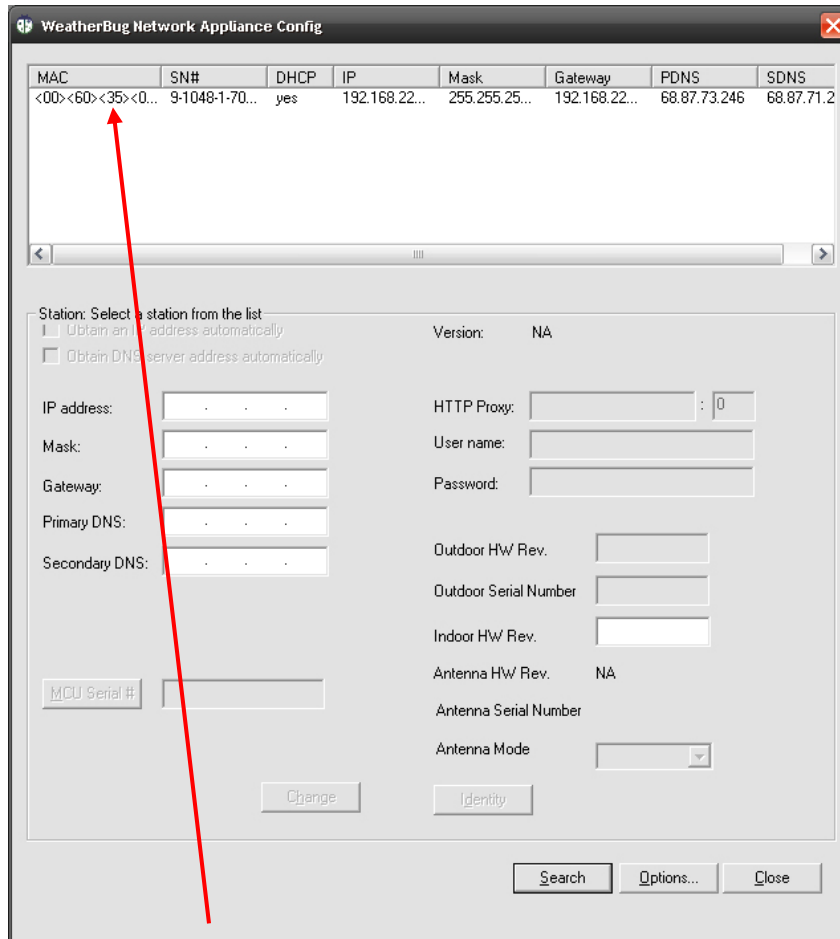 WeatherBug Network Appliance Config
MAC SN# DHCP IP Mask Gateway PDNS SDNS
<00><60><35><0... 9-1048-1-70... yes 192.168.22... 255.255.25... 192.168.22... 68.87.73.246 68.87.71.2
Station: Select a station from the list
Obtain an IP address automatically
Version: NA
Obtain DNS server address automatically
IP address: . . .
HTTP Proxy: : 0
Mask: . . .
User name:
Gateway: . . .
Password:
Primary DNS: . . .
Secondary DNS: . . .
Outdoor HW Rev.
Outdoor Serial Number
Indoor HW Rev.
Antenna HW Rev. NA
MCU Serial #
Antenna Serial Number
Antenna Mode
Change Identity
Search Options... Close